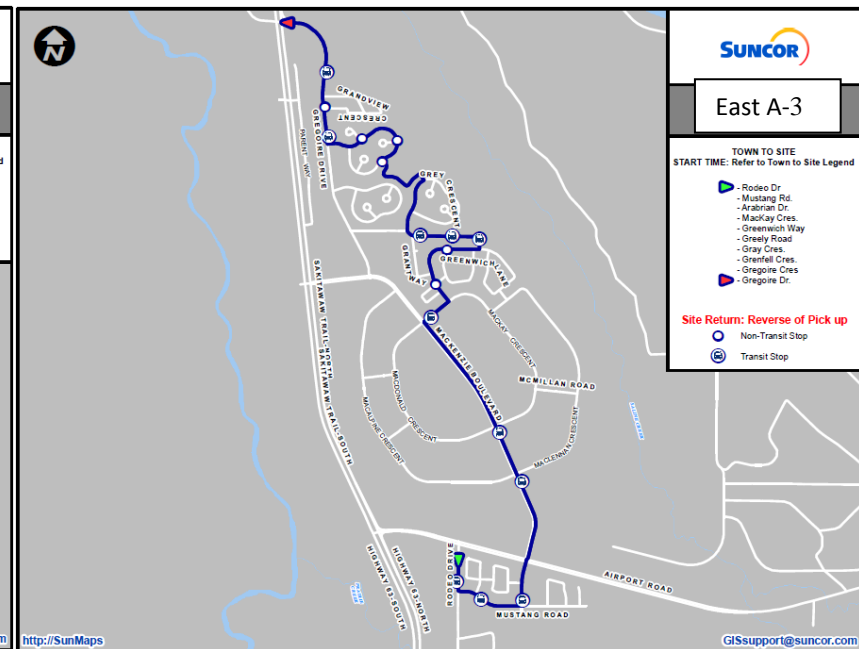 N
GRANDVIEW
CRESCENT
GREGOIRE DRIVE
PARENT WAY
GREY CRESCENT
GRANTWAY
GREENWICH LANE
SAKITAWAW TRAIL-NORTH
SAKITAWAW TRAIL-SOUTH
MACKENZIE BOULEVARD
MACKAY CRESCENT
MCMILLAN ROAD
MACDONALD CRESCENT
MACALPINE CRESCENT
MACLENNAN CRESCENT
HIGHWAY 63-NORTH
HIGHWAY 63-SOUTH
RODEO DRIVE
AIRPORT ROAD
MUSTANG ROAD
SUNCOR
East A-3
TOWN TO SITE
START TIME: Refer to Town to Site Legend
- Rodeo Dr
- Mustang Rd.
- Arabrian Dr.
- MacKay Cres.
- Greenwich Way
- Greely Road
- Gray Cres.
- Grenfell Cres.
- Gregoire Cres
- Gregoire Dr.
Site Return: Reverse of Pick up
Non-Transit Stop
Transit Stop
d
m
http://SunMaps
GISsupport@suncor.com